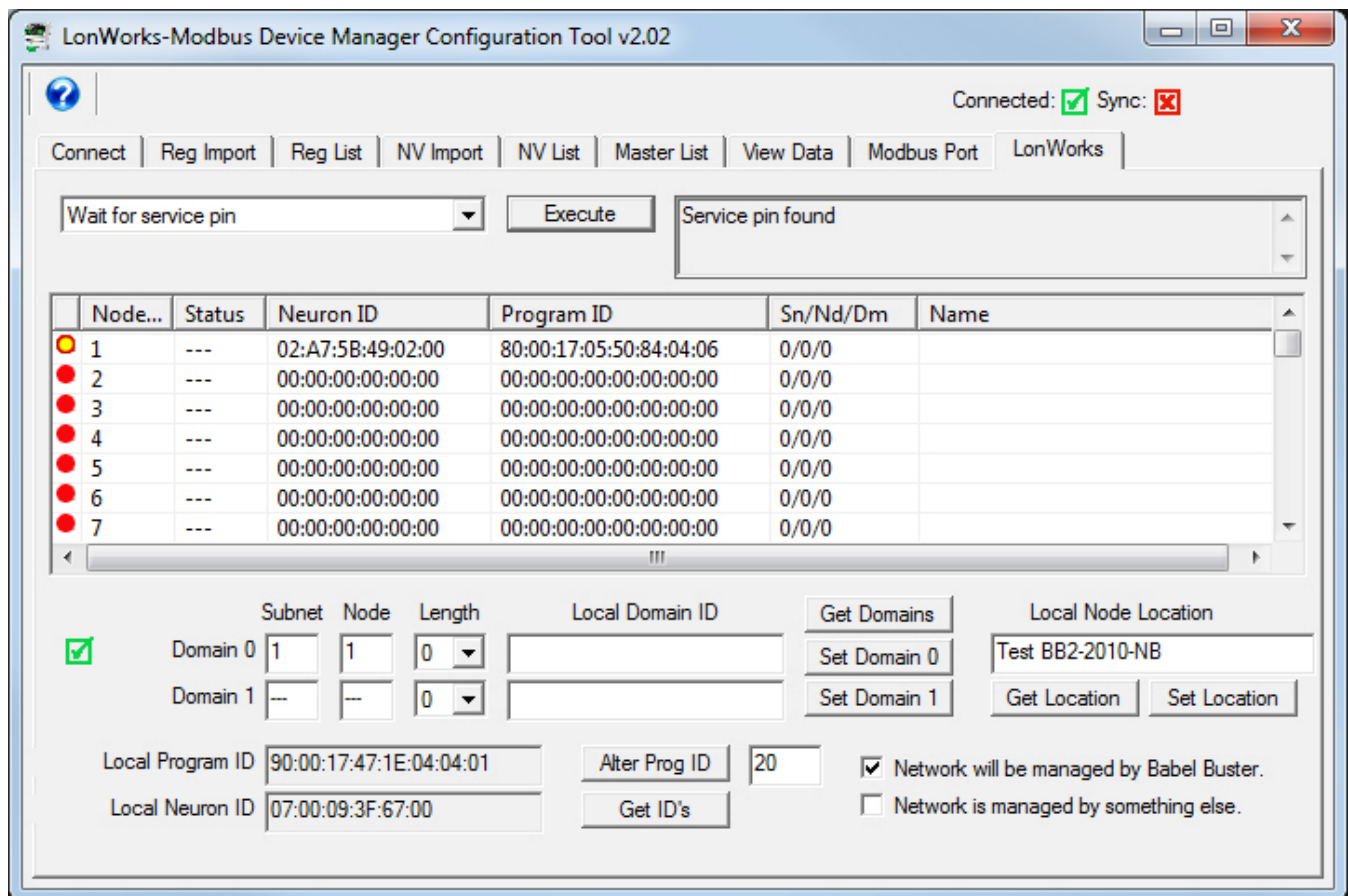 LonWorks-Modbus Device Manager Configuration Tool v2.02
Connected: Sync:
Connect Reg Import Reg List NV Import NV List Master List View Data Modbus Port LonWorks
Wait for service pin Execute Service pin found
Node... Status Neuron ID Program ID Sn/Nd/Dm Name
1 --- 02:A7:5B:49:02:00 80:00:17:05:50:84:04:06 0/0/0
2 --- 00:00:00:00:00:00 00:00:00:00:00:00:00:00 0/0/0
3 --- 00:00:00:00:00:00 00:00:00:00:00:00:00:00 0/0/0
4 --- 00:00:00:00:00:00 00:00:00:00:00:00:00:00 0/0/0
5 --- 00:00:00:00:00:00 00:00:00:00:00:00:00:00 0/0/0
6 --- 00:00:00:00:00:00 00:00:00:00:00:00:00:00 0/0/0
7 --- 00:00:00:00:00:00 00:00:00:00:00:00:00:00 0/0/0
Subnet Node Length Local Domain ID Get Domains Local Node Location
Domain 0 1 1 0 Set Domain 0 Test BB2-2010-NB
Domain 1 --- --- 0 Set Domain 1 Get Location Set Location
Local Program ID 90:00:17:47:1E:04:04:01 Alter Prog ID 20 Network will be managed by Babel Buster.
Local Neuron ID 07:00:09:3F:67:00 Get ID's Network is managed by something else.